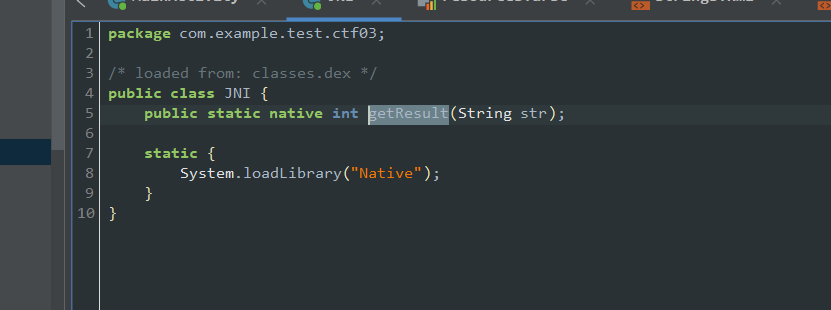 1 package com.example.test.ctf03;
2
3 /* loaded from: classes.dex */
4 public class JNI {
5 public static native int getResult(String str);
6
7 static {
8 System.loadLibrary("Native");
9 }
10 }